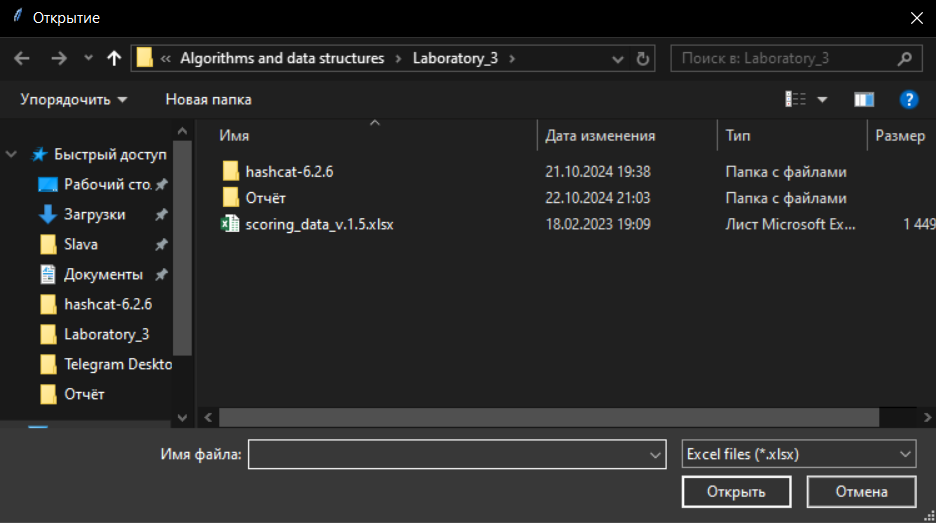 Открытие
« Algorithms and data structures › Laboratory_3 ›
Поиск в: Laboratory_3
Упорядочить
Новая папка
Имя
Дата изменения
Тип
Размер
Быстрый доступ
Рабочий сто.
Загрузки
Slava
Документы
hashcat-6.2.6
Laboratory_3
Telegram Deskto
Отчёт
hashcat-6.2.6 21.10.2024 19:38 Папка с файлами
Отчёт 22.10.2024 21:03 Папка с файлами
scoring_data_v.1.5.xlsx 18.02.2023 19:09 Лист Microsoft Ex... 1 449
Имя файла:
Excel files (*.xlsx)
Открыть
Отмена